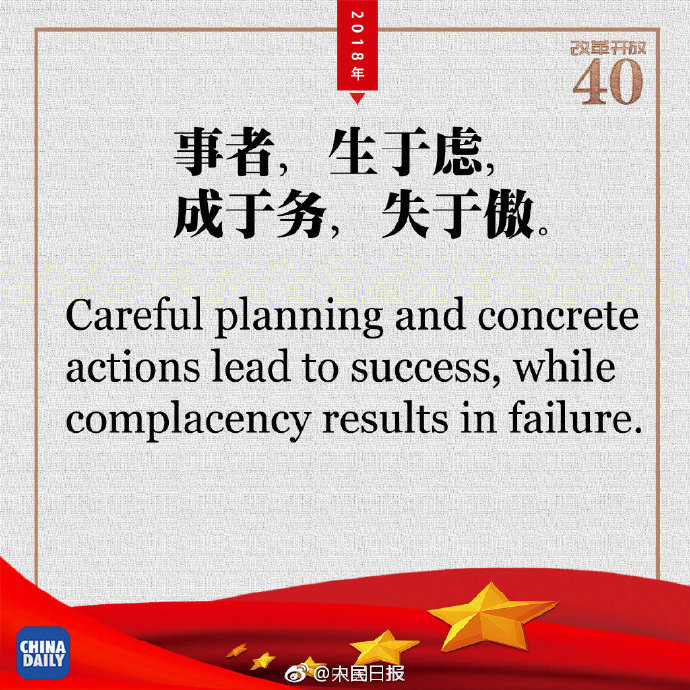 2018年
改革开放
40
事者，生于虑，
成于务，失于傲。
Careful planning and concrete
actions lead to success, while
complacency results in failure.
CHINA
DAILY
@中国日报